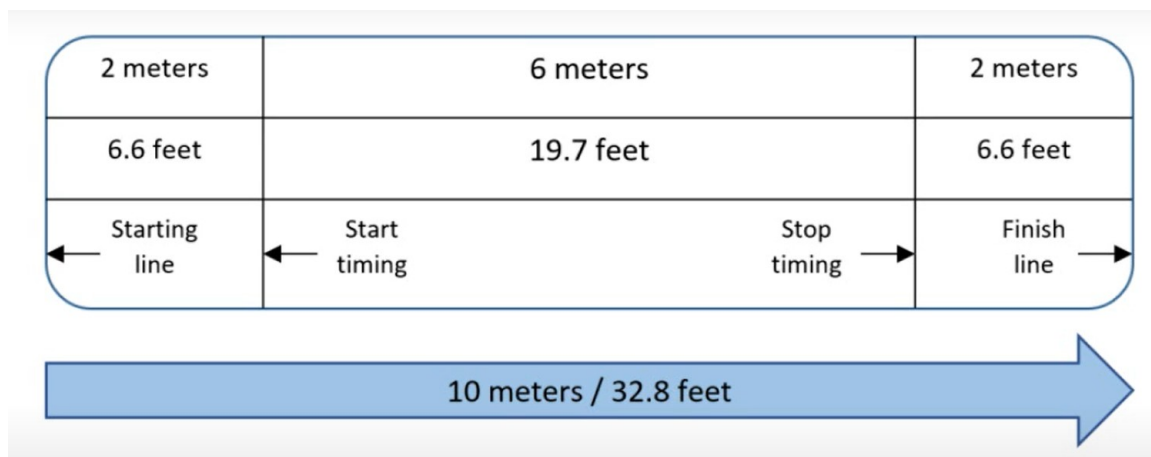 2 meters 6 meters 2 meters
6.6 feet 19.7 feet 6.6 feet
Starting line
Start timing
Stop timing
Finish line
10 meters / 32.8 feet